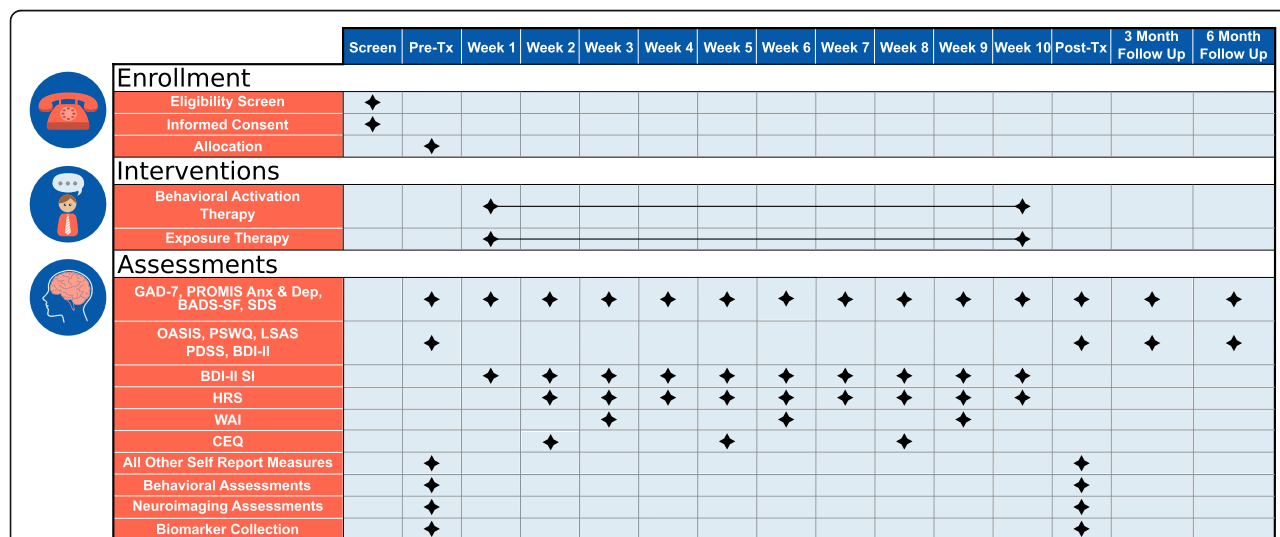 Screen Pre-Tx Week 1 Week 2 Week 3 Week 4 Week 5 Week 6 Week 7 Week 8 Week 9 Week 10 Post-Tx 3 Month Follow Up 6 Month Follow Up
Enrollment
Eligibility Screen
Informed Consent
Allocation
Interventions
Behavioral Activation
Therapy
Exposure Therapy
Assessments
GAD-7, PROMIS Anx & Dep,
BADS-SF, SDS
OASIS, PSWQ, LSAS
PDSS, BDI-II
BDI-II SI
HRS
WAI
CEQ
All Other Self Report Measures
Behavioral Assessments
Neuroimaging Assessments
Biomarker Collection